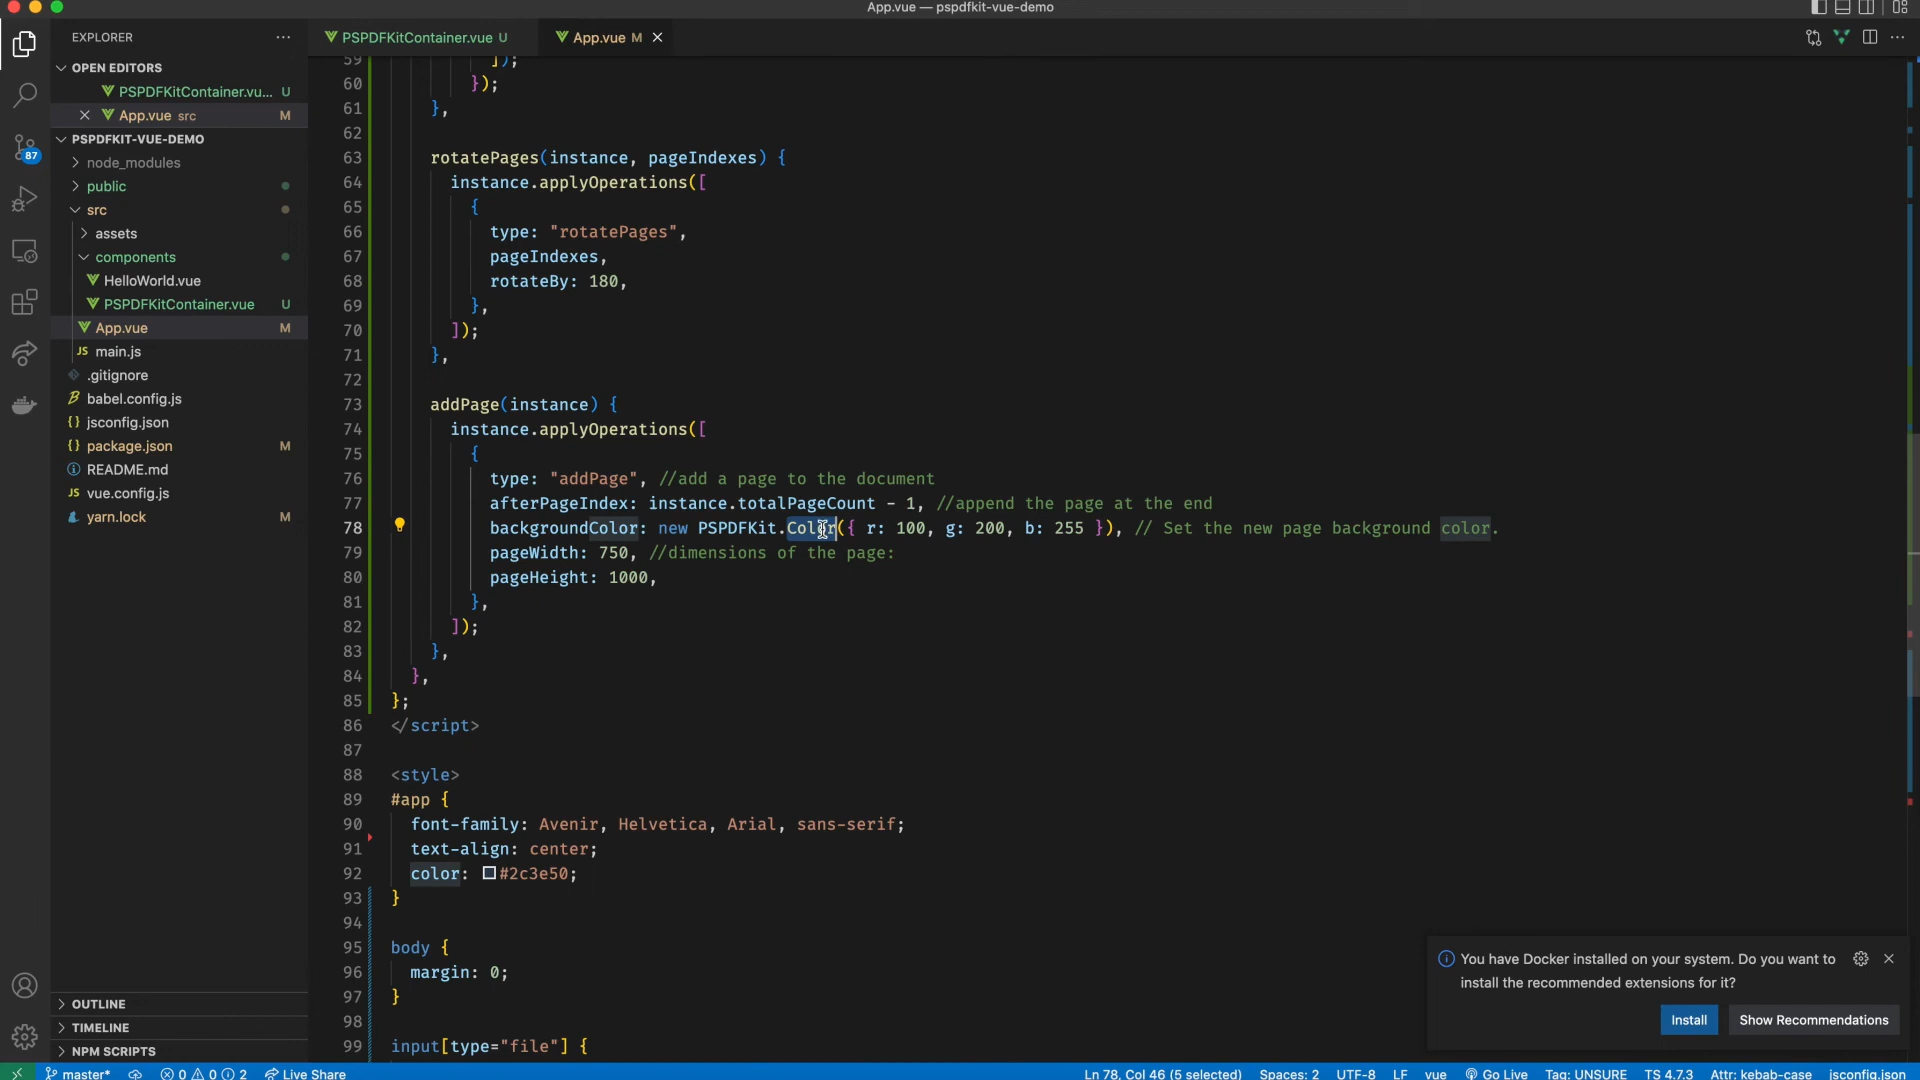 App.vue — pspdfkit-vue-demo
EXPLORER
PSPDFKitContainer.vue U
App.vue M
OPEN EDITORS
PSPDFKitContainer.vu... U
App.vue src M
PSPDFKIT-VUE-DEMO
node_modules
public
src
assets
components
HelloWorld.vue
PSPDFKitContainer.vue U
App.vue M
JS main.js
.gitignore
babel.config.js
{} jsconfig.json
{} package.json M
README.md
JS vue.config.js
yarn.lock M
OUTLINE
TIMELINE
NPM SCRIPTS
87
59 ]);
60 });
61 },
62
63 rotatePages(instance, pageIndexes) {
64 instance.applyOperations([
65 {
66 type: "rotatePages",
67 pageIndexes,
68 rotateBy: 180,
69 },
70 ]);
71 },
72
73 addPage(instance) {
74 instance.applyOperations([
75 {
76 type: "addPage", //add a page to the document
77 afterPageIndex: instance.totalPageCount - 1, //append the page at the end
78 backgroundColor: new PSPDFKit.Color({ r: 100, g: 200, b: 255 }), // Set the new page background color.
79 pageWidth: 750, //dimensions of the page:
80 pageHeight: 1000,
81 },
82 ]);
83 },
84 },
85 };
86 </script>
87
88 <style>
89 #app {
90 font-family: Avenir, Helvetica, Arial, sans-serif;
91 text-align: center;
92 color: #2c3e50;
93 }
94
95 body {
96 margin: 0;
97 }
98
99 input[type="file"] {
You have Docker installed on your system. Do you want to
install the recommended extensions for it?
Install
Show Recommendations
master* 0 0 2 Live Share Ln 78, Col 46 (5 selected) Spaces: 2 UTF-8 LF vue Go Live Tag: UNSURE TS 4.7.3 Attr: kebab-case jsconfig.json